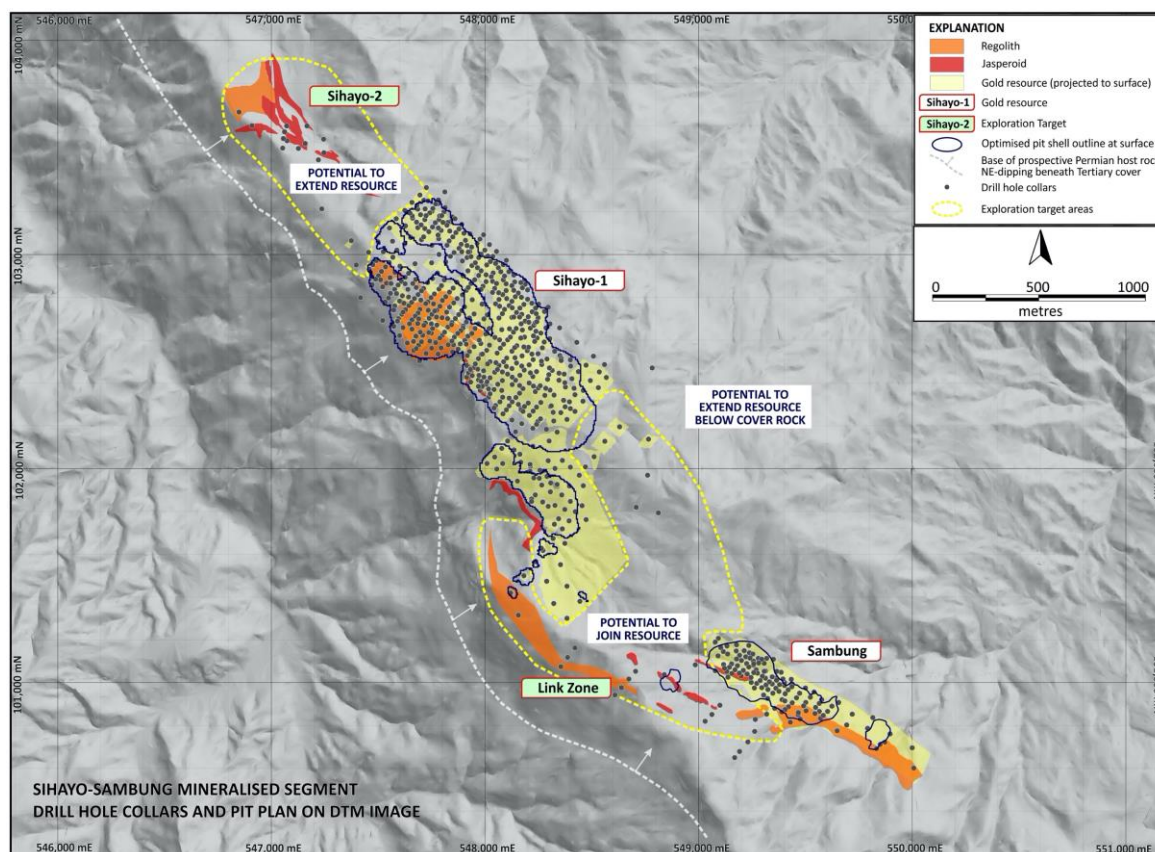 546,000 mE
547,000 mE
548,000 mE
549,000 mE
550,
104,000 mN
103,000 mN
102,000 mN
101,000 mN
EXPLANATION
Regolith
Jasperoid
Gold resource (projected to surface)
Sihayo-1 Gold resource
Sihayo-2 Exploration Target
Optimised pit shell outline at surface
Base of prospective Permian host roc
NE-dipping beneath Tertiary cover
Drill hole collars
Exploration target areas
0 500 1000
metres
Sihayo-2
POTENTIAL TO
EXTEND RESOURCE
Sihayo-1
POTENTIAL TO
EXTEND RESOURCE
BELOW COVER ROCK
POTENTIAL TO
JOIN RESOURCE
Sambung
Link Zone
SIHAYO-SAMBUNG MINERALISED SEGMENT
DRILL HOLE COLLARS AND PIT PLAN ON DTM IMAGE
546,000 mE
547,000 mE
548,000 mE
549,000 mE
550,000 mE
551,000 mE